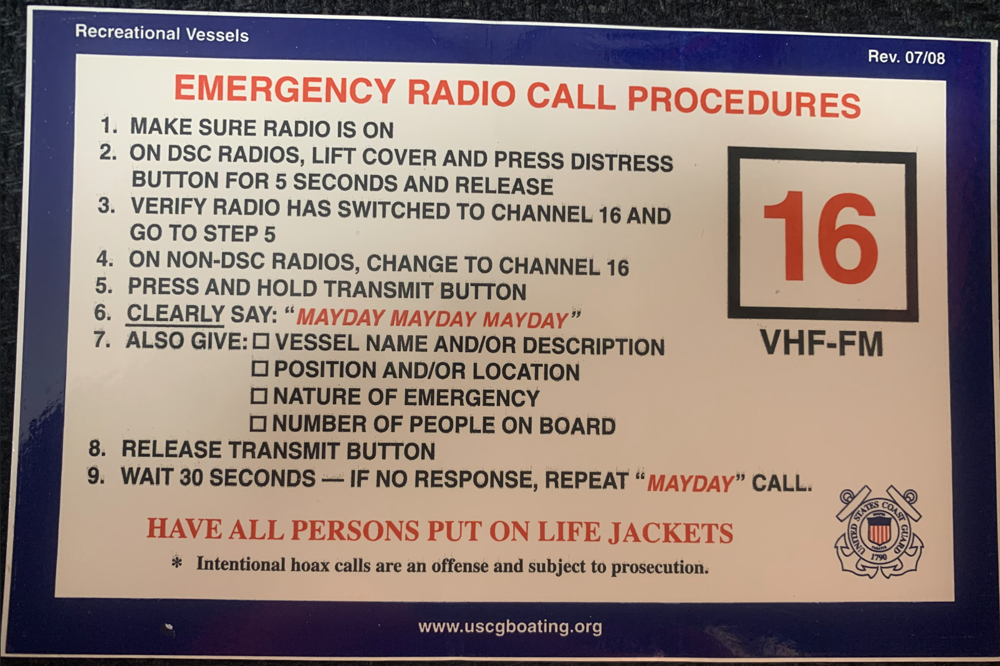 Recreational Vessels
Rev. 07/08
EMERGENCY RADIO CALL PROCEDURES
1. MAKE SURE RADIO IS ON
2. ON DSC RADIOS, LIFT COVER AND PRESS DISTRESS
BUTTON FOR 5 SECONDS AND RELEASE
3. VERIFY RADIO HAS SWITCHED TO CHANNEL 16 AND
GO TO STEP 5
4. ON NON-DSC RADIOS, CHANGE TO CHANNEL 16
5. PRESS AND HOLD TRANSMIT BUTTON
6. CLEARLY SAY: “MAYDAY MAYDAY MAYDAY”
7. ALSO GIVE: □ VESSEL NAME AND/OR DESCRIPTION
□ POSITION AND/OR LOCATION
□ NATURE OF EMERGENCY
□ NUMBER OF PEOPLE ON BOARD
8. RELEASE TRANSMIT BUTTON
9. WAIT 30 SECONDS — IF NO RESPONSE, REPEAT “MAYDAY” CALL.
16
VHF-FM
HAVE ALL PERSONS PUT ON LIFE JACKETS
* Intentional hoax calls are an offense and subject to prosecution.
UNITED STATES COAST GUARD
1790
www.uscgboating.org